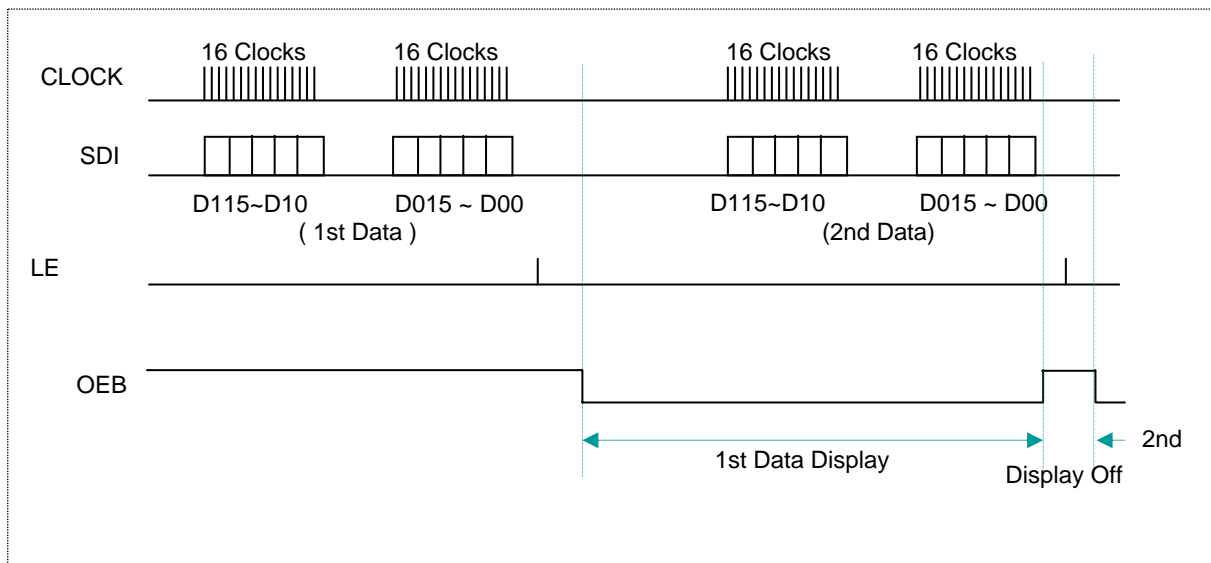 16 Clocks 16 Clocks 16 Clocks 16 Clocks
CLOCK
SDI
D115~D10 D015 ~ D00 D115~D10 D015 ~ D00
( 1st Data ) (2nd Data)
LE
OEB
2nd
1st Data Display
Display Off